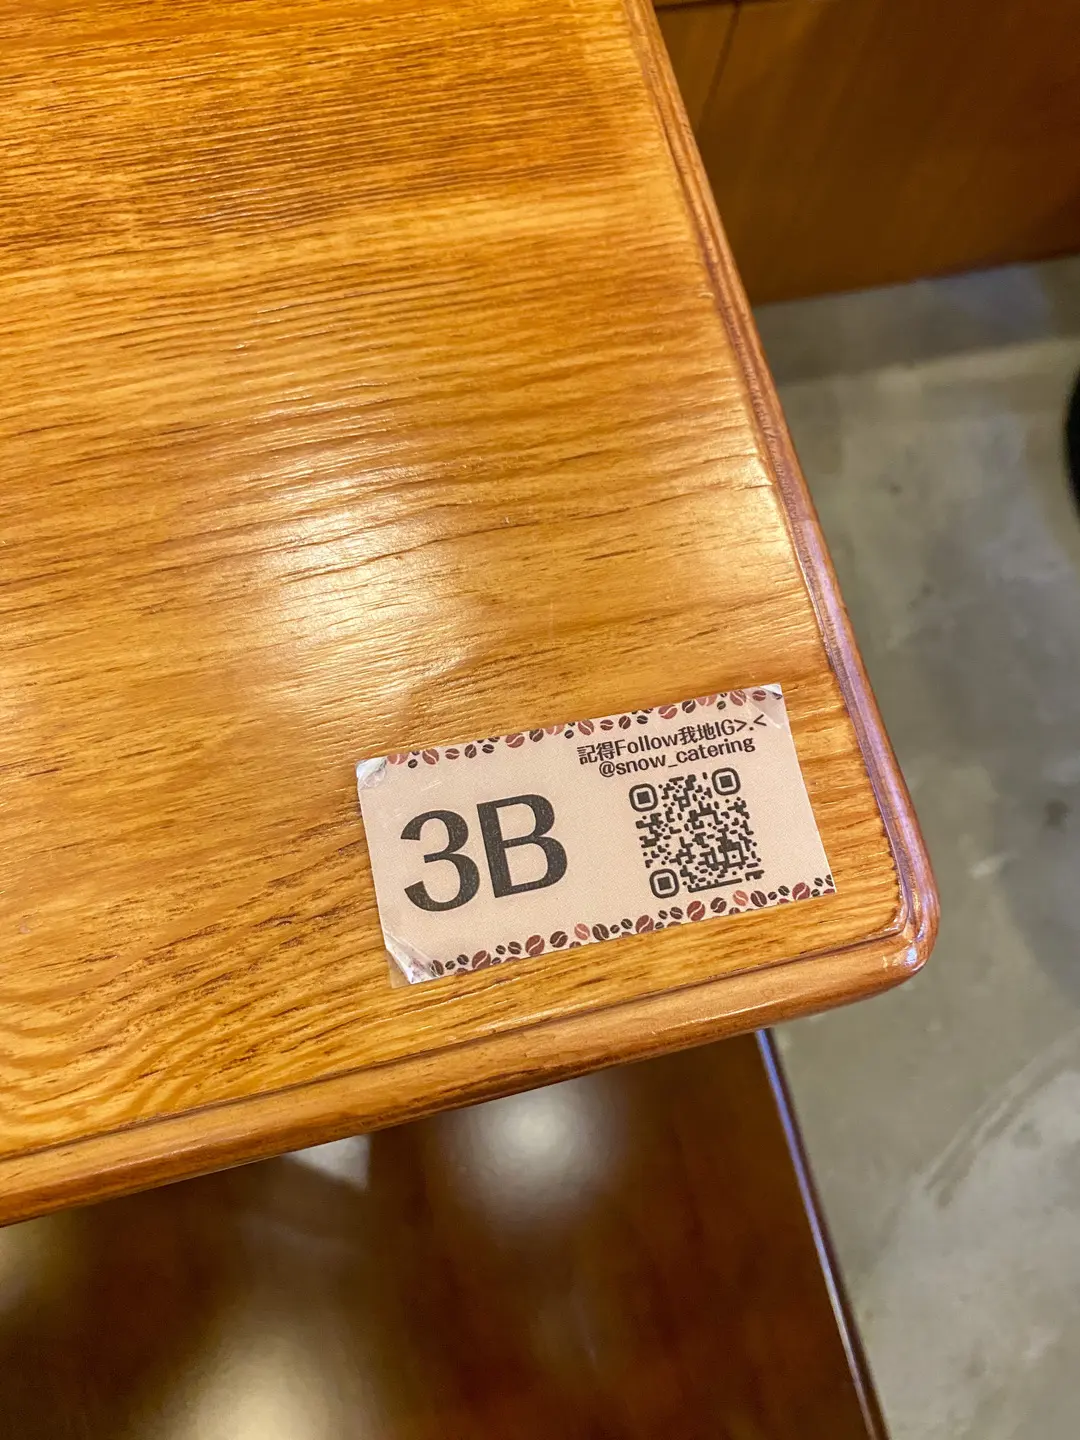 記得Follow我地IG>.<
@snow_catering
3B